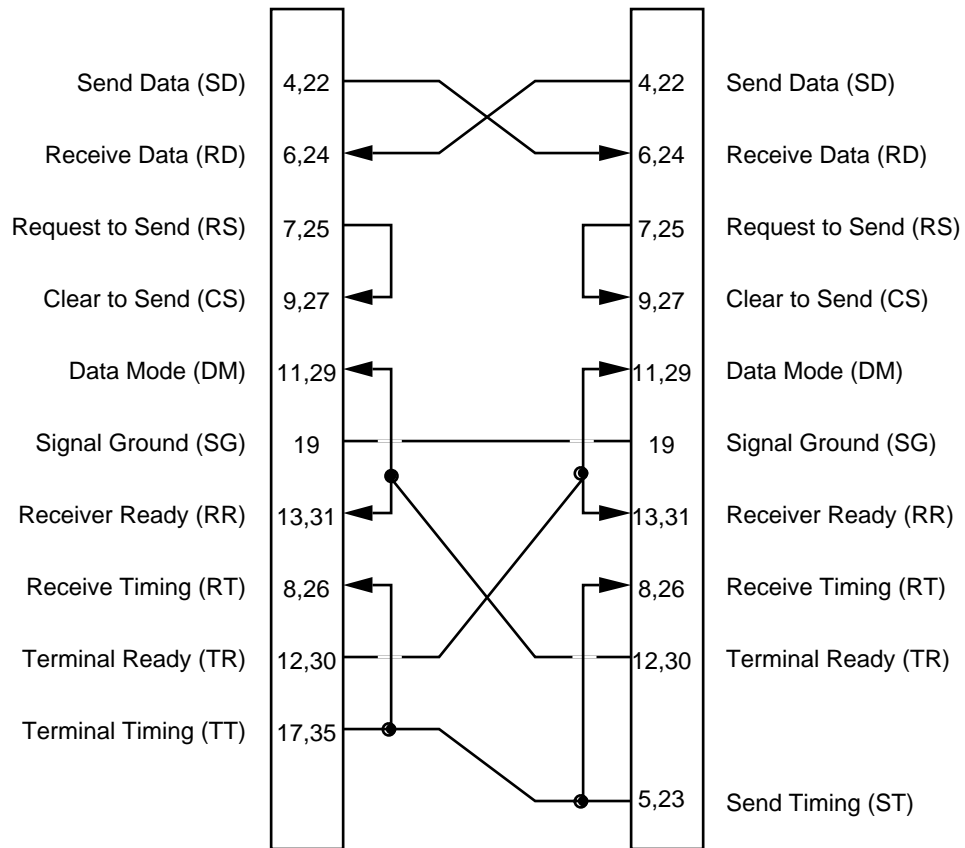 Send Data (SD) 4,22 4,22 Send Data (SD)
Receive Data (RD) 6,24 6,24 Receive Data (RD)
Request to Send (RS) 7,25 7,25 Request to Send (RS)
Clear to Send (CS) 9,27 9,27 Clear to Send (CS)
Data Mode (DM) 11,29 11,29 Data Mode (DM)
Signal Ground (SG) 19 19 Signal Ground (SG)
Receiver Ready (RR) 13,31 13,31 Receiver Ready (RR)
Receive Timing (RT) 8,26 8,26 Receive Timing (RT)
Terminal Ready (TR) 12,30 12,30 Terminal Ready (TR)
Terminal Timing (TT) 17,35
5,23 Send Timing (ST)